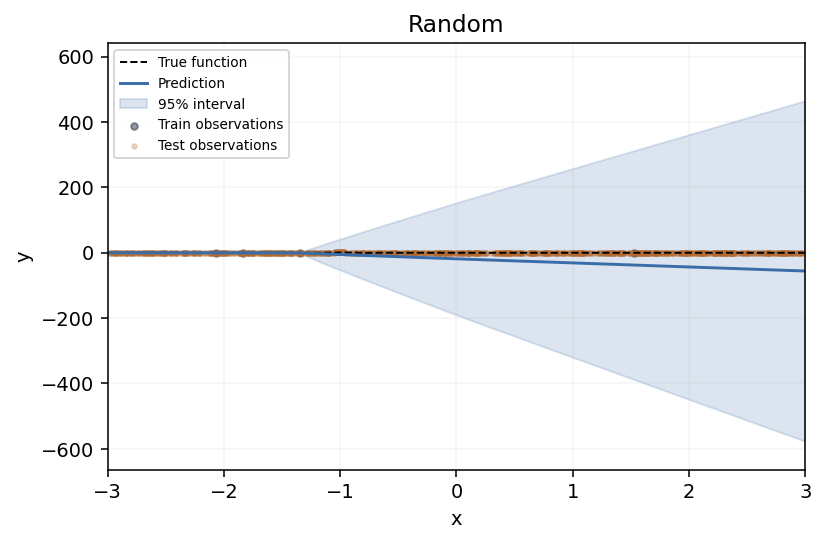 Random
600
400
200
0
−200
−400
−600
y
True function
Prediction
95% interval
Train observations
Test observations
−3
−2
−1
0
1
2
3
x